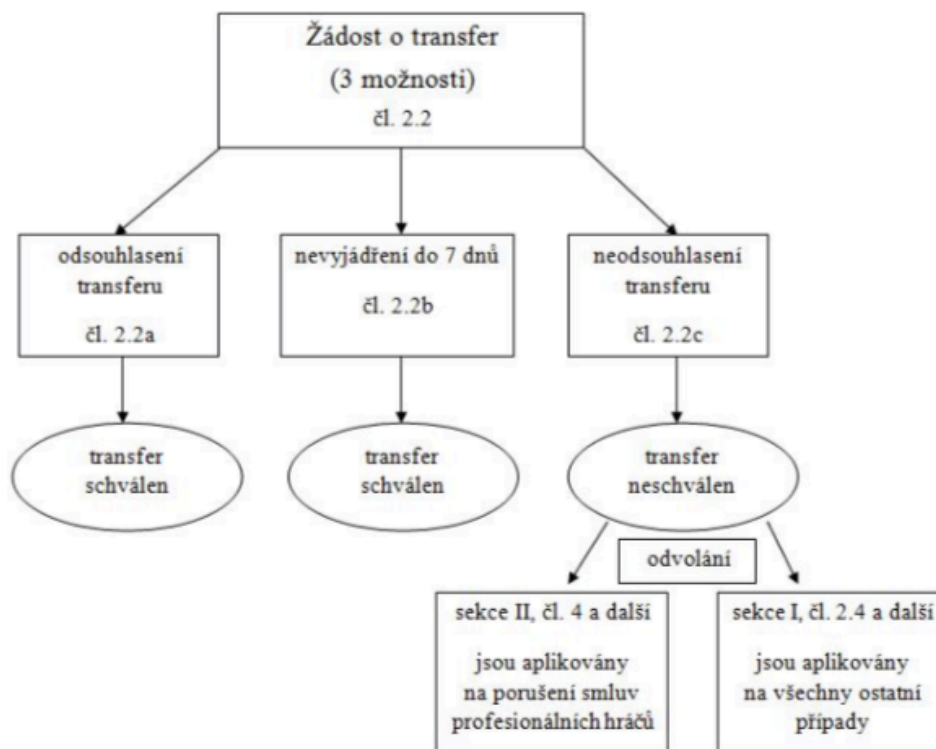 Žádost o transfer
(3 možnosti)
čl. 2.2
odsouhlasení
transferu
čl. 2.2a
nevyjádření do 7 dnů
čl. 2.2b
neodsouhlasení
transferu
čl. 2.2c
transfer
schválen
transfer
schválen
transfer
neschválen
odvolání
sekce II, čl. 4 a další
jsou aplikovány
na porušení smluv
profesionálních hráčů
sekce I, čl. 2.4 a další
jsou aplikovány
na všechny ostatní
případy